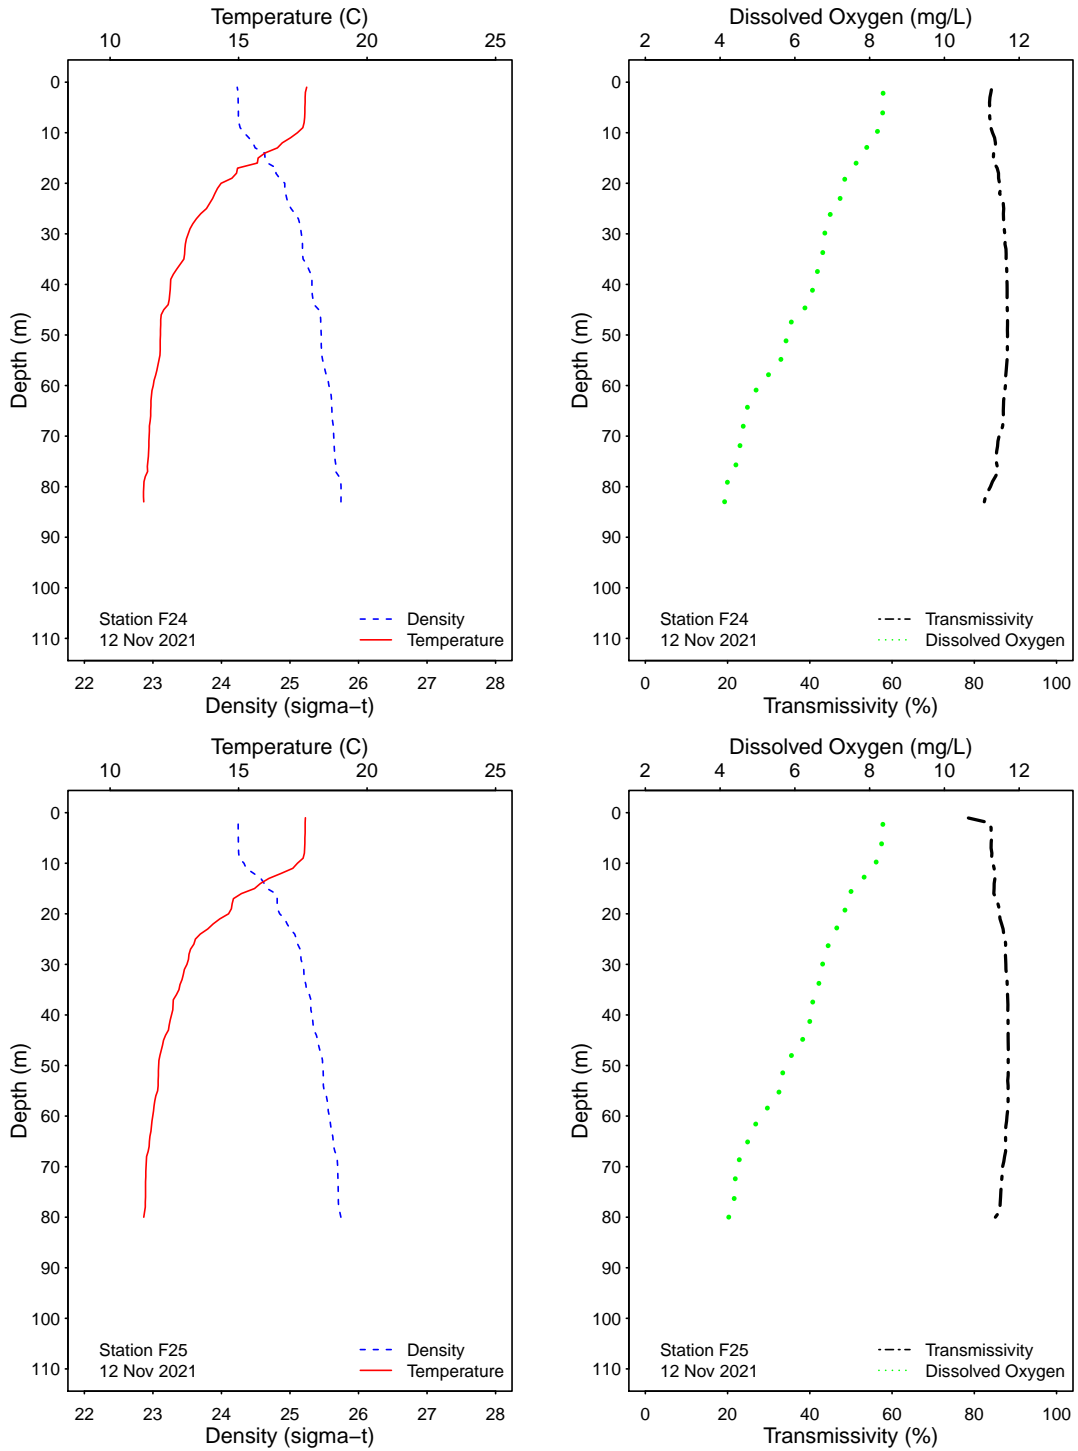 Temperature (C)
10 15 20 25
0
10
20
30
40
50
60
70
80
90
100
110
Depth (m)
Station F24
12 Nov 2021
Density
Temperature
22 23 24 25 26 27 28
Density (sigma−t)
Dissolved Oxygen (mg/L)
2 4 6 8 10 12
0
10
20
30
40
50
60
70
80
90
100
110
Depth (m)
Station F24
12 Nov 2021
Transmissivity
Dissolved Oxygen
0 20 40 60 80 100
Transmissivity (%)
Temperature (C)
10 15 20 25
0
10
20
30
40
50
60
70
80
90
100
110
Depth (m)
Station F25
12 Nov 2021
Density
Temperature
22 23 24 25 26 27 28
Density (sigma−t)
Dissolved Oxygen (mg/L)
2 4 6 8 10 12
0
10
20
30
40
50
60
70
80
90
100
110
Depth (m)
Station F25
12 Nov 2021
Transmissivity
Dissolved Oxygen
0 20 40 60 80 100
Transmissivity (%)